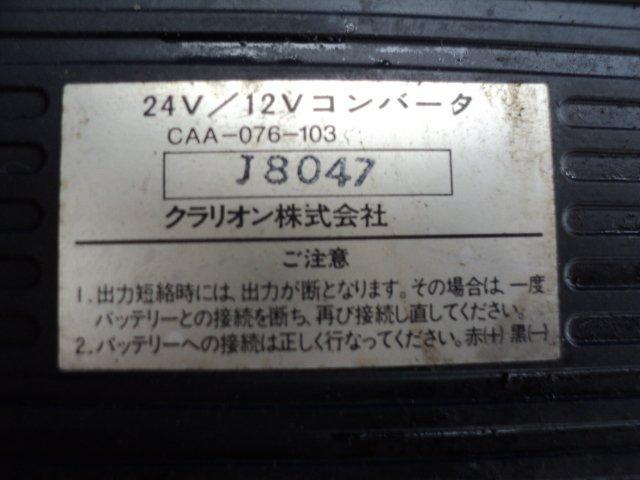 24V/12Vコンバータ
CAA-076-103
J8047
クラリオン株式会社
ご注意
1.出力短絡時には、出力が断となります。その場合は、一度
バッテリーとの接続を断ち、再び接続し直してください。
2.バッテリーへの接続は正しく行なってください。赤(+)黒(−)